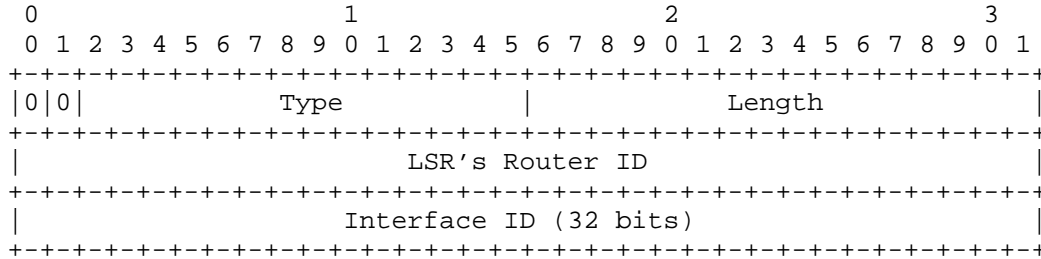 0                   1                   2                   3
 0 1 2 3 4 5 6 7 8 9 0 1 2 3 4 5 6 7 8 9 0 1 2 3 4 5 6 7 8 9 0 1
+-+-+-+-+-+-+-+-+-+-+-+-+-+-+-+-+-+-+-+-+-+-+-+-+-+-+-+-+-+-+-+-+
|0|0|            Type           |            Length             |
+-+-+-+-+-+-+-+-+-+-+-+-+-+-+-+-+-+-+-+-+-+-+-+-+-+-+-+-+-+-+-+-+
|                        LSR's Router ID                        |
+-+-+-+-+-+-+-+-+-+-+-+-+-+-+-+-+-+-+-+-+-+-+-+-+-+-+-+-+-+-+-+-+
|                    Interface ID (32 bits)                     |
+-+-+-+-+-+-+-+-+-+-+-+-+-+-+-+-+-+-+-+-+-+-+-+-+-+-+-+-+-+-+-+-+